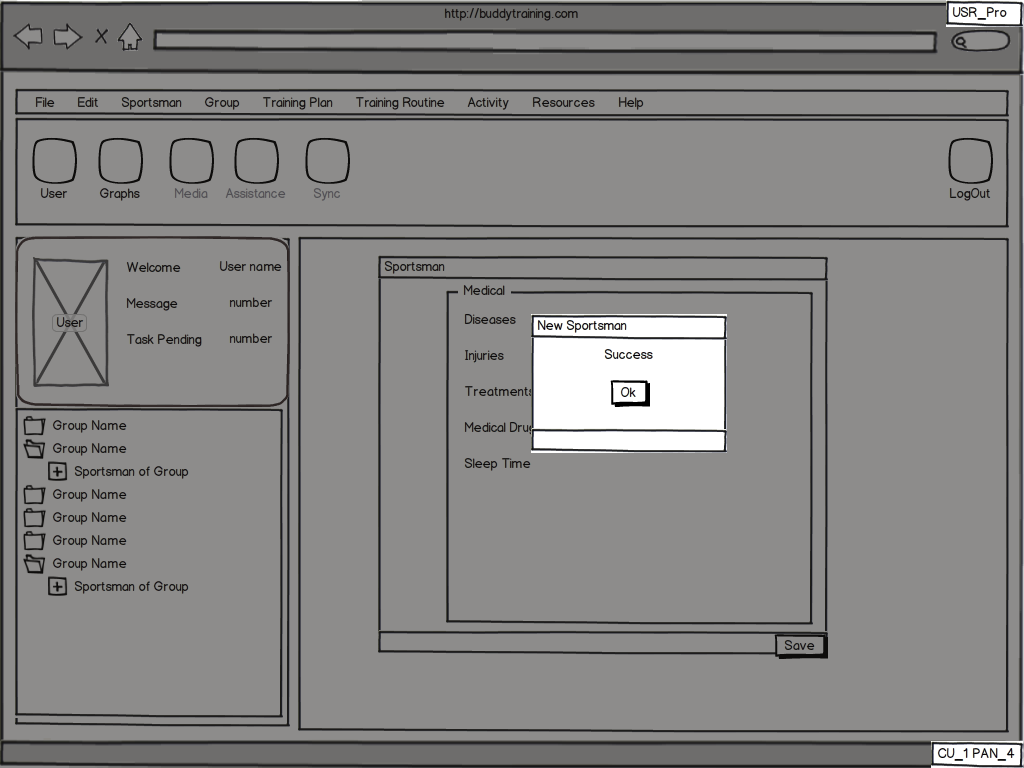 http://buddytraining.com
USR_Pro
X
File Edit Sportsman Group Training Plan Training Routine Activity Resources Help
User Graphs Media Assistance Sync LogOut
Welcome User name
Message number
User
Task Pending number
Group Name
Group Name
Sportsman of Group
Group Name
Group Name
Group Name
Group Name
Sportsman of Group
Sportsman
Medical
Diseases
Injuries
Treatments
Medical Drug
Sleep Time
New Sportsman
Success
Ok
Save
CU_1 PAN_4